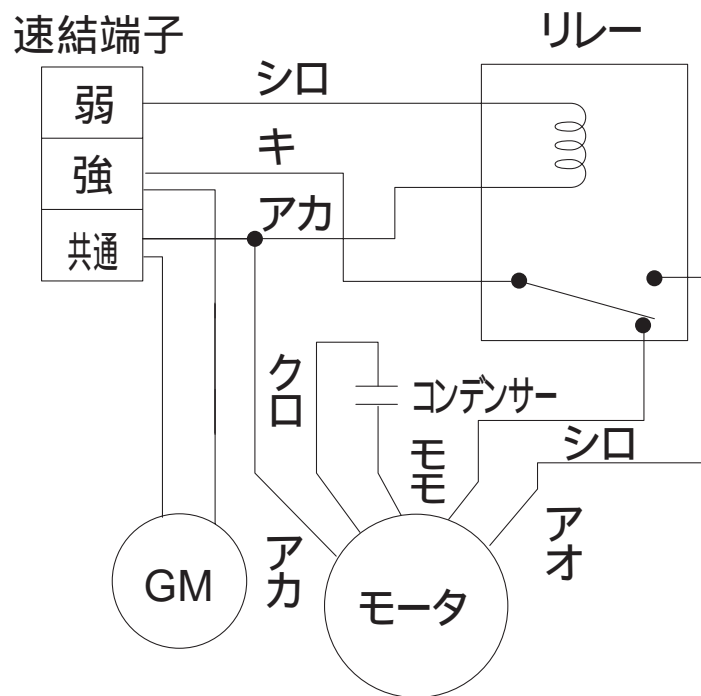 速結端子
リレー
弱
シロ
強
キ
共通
アカ
クロ
コンデンサー
モモ
シロ
アオ
アカ
GM
モータ